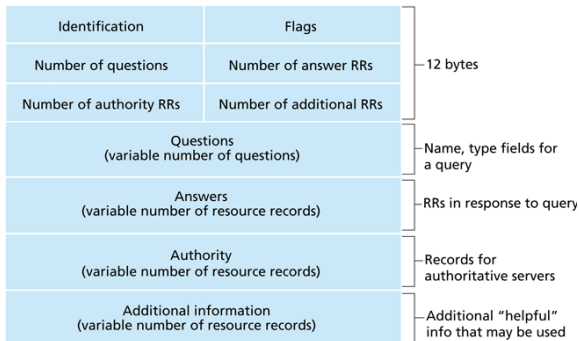 Identification
Flags
Number of questions
Number of answer RRs
12 bytes
Number of authority RRs
Number of additional RRs
Questions
(variable number of questions)
Name, type fields for
a query
Answers
(variable number of resource records)
RRs in response to query
Authority
(variable number of resource records)
Records for
authoritative servers
Additional information
(variable number of resource records)
Additional “helpful”
info that may be used